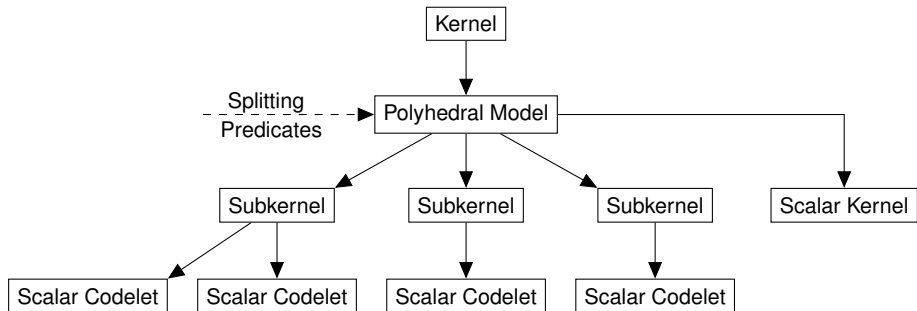 Kernel
Splitting
Predicates
Polyhedral Model
Subkernel
Subkernel
Subkernel
Scalar Kernel
Scalar Codelet
Scalar Codelet
Scalar Codelet
Scalar Codelet